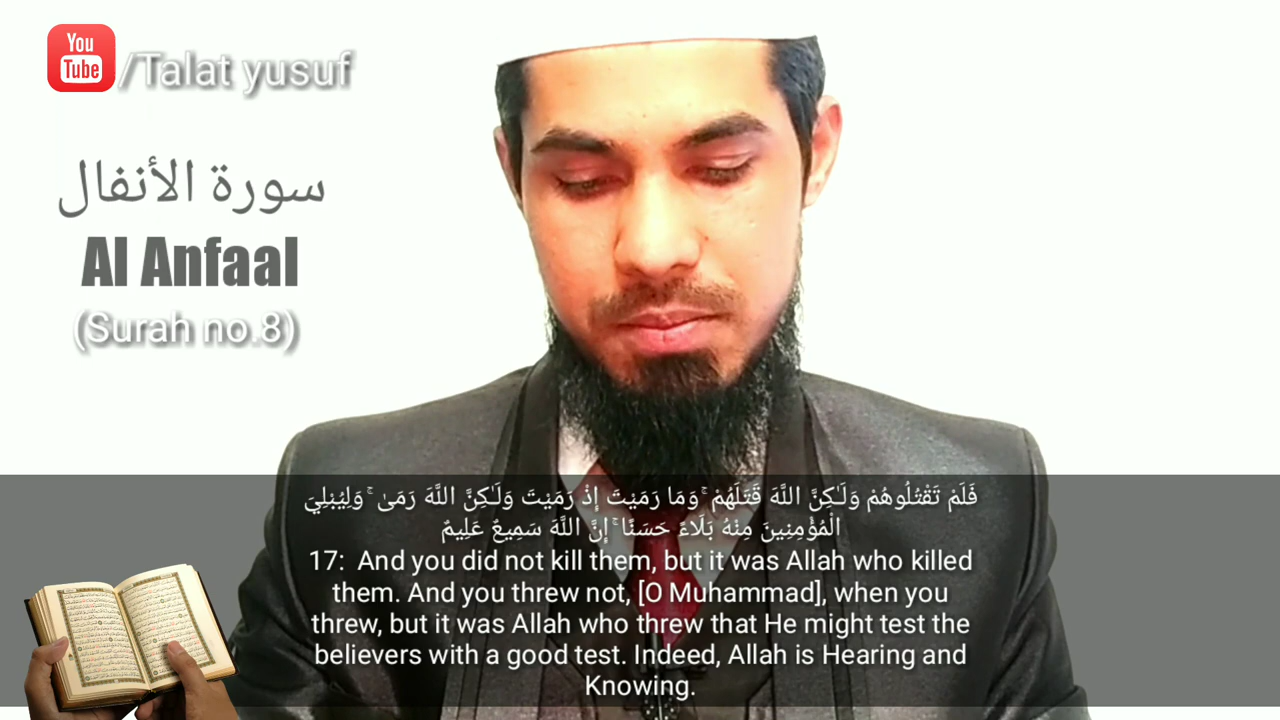 You
Tube
/Talat yusuf
سورة الأنفال
Al Anfaal
(Surah no.8)
فَلَمْ تَقْتُلُوهُمْ وَلَـٰكِنَّ اللَّهَ قَتَلَهُمْ ۚ وَمَا رَمَيْتَ إِذْ رَمَيْتَ وَلَـٰكِنَّ اللَّهَ رَمَىٰ ۚ وَلِيُبْلِيَ
الْمُؤْمِنِينَ مِنْهُ بَلَاءً حَسَنًا ۚ إِنَّ اللَّهَ سَمِيعٌ عَلِيمٌ
17: And you did not kill them, but it was Allah who killed
them. And you threw not, [O Muhammad], when you
threw, but it was Allah who threw that He might test the
believers with a good test. Indeed, Allah is Hearing and
Knowing.